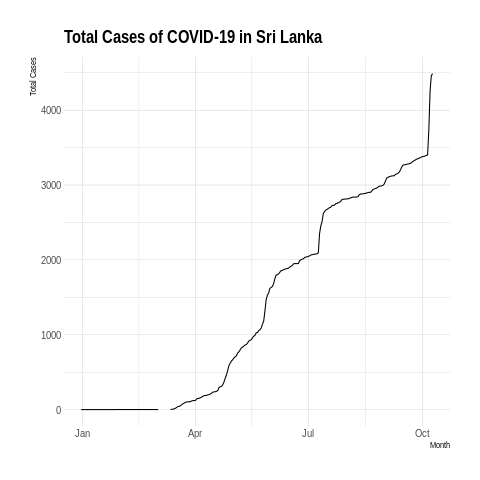 Total Cases of COVID-19 in Sri Lanka
Total Cases
4000
3000
2000
1000
0
Jan Apr Jul Oct
Month